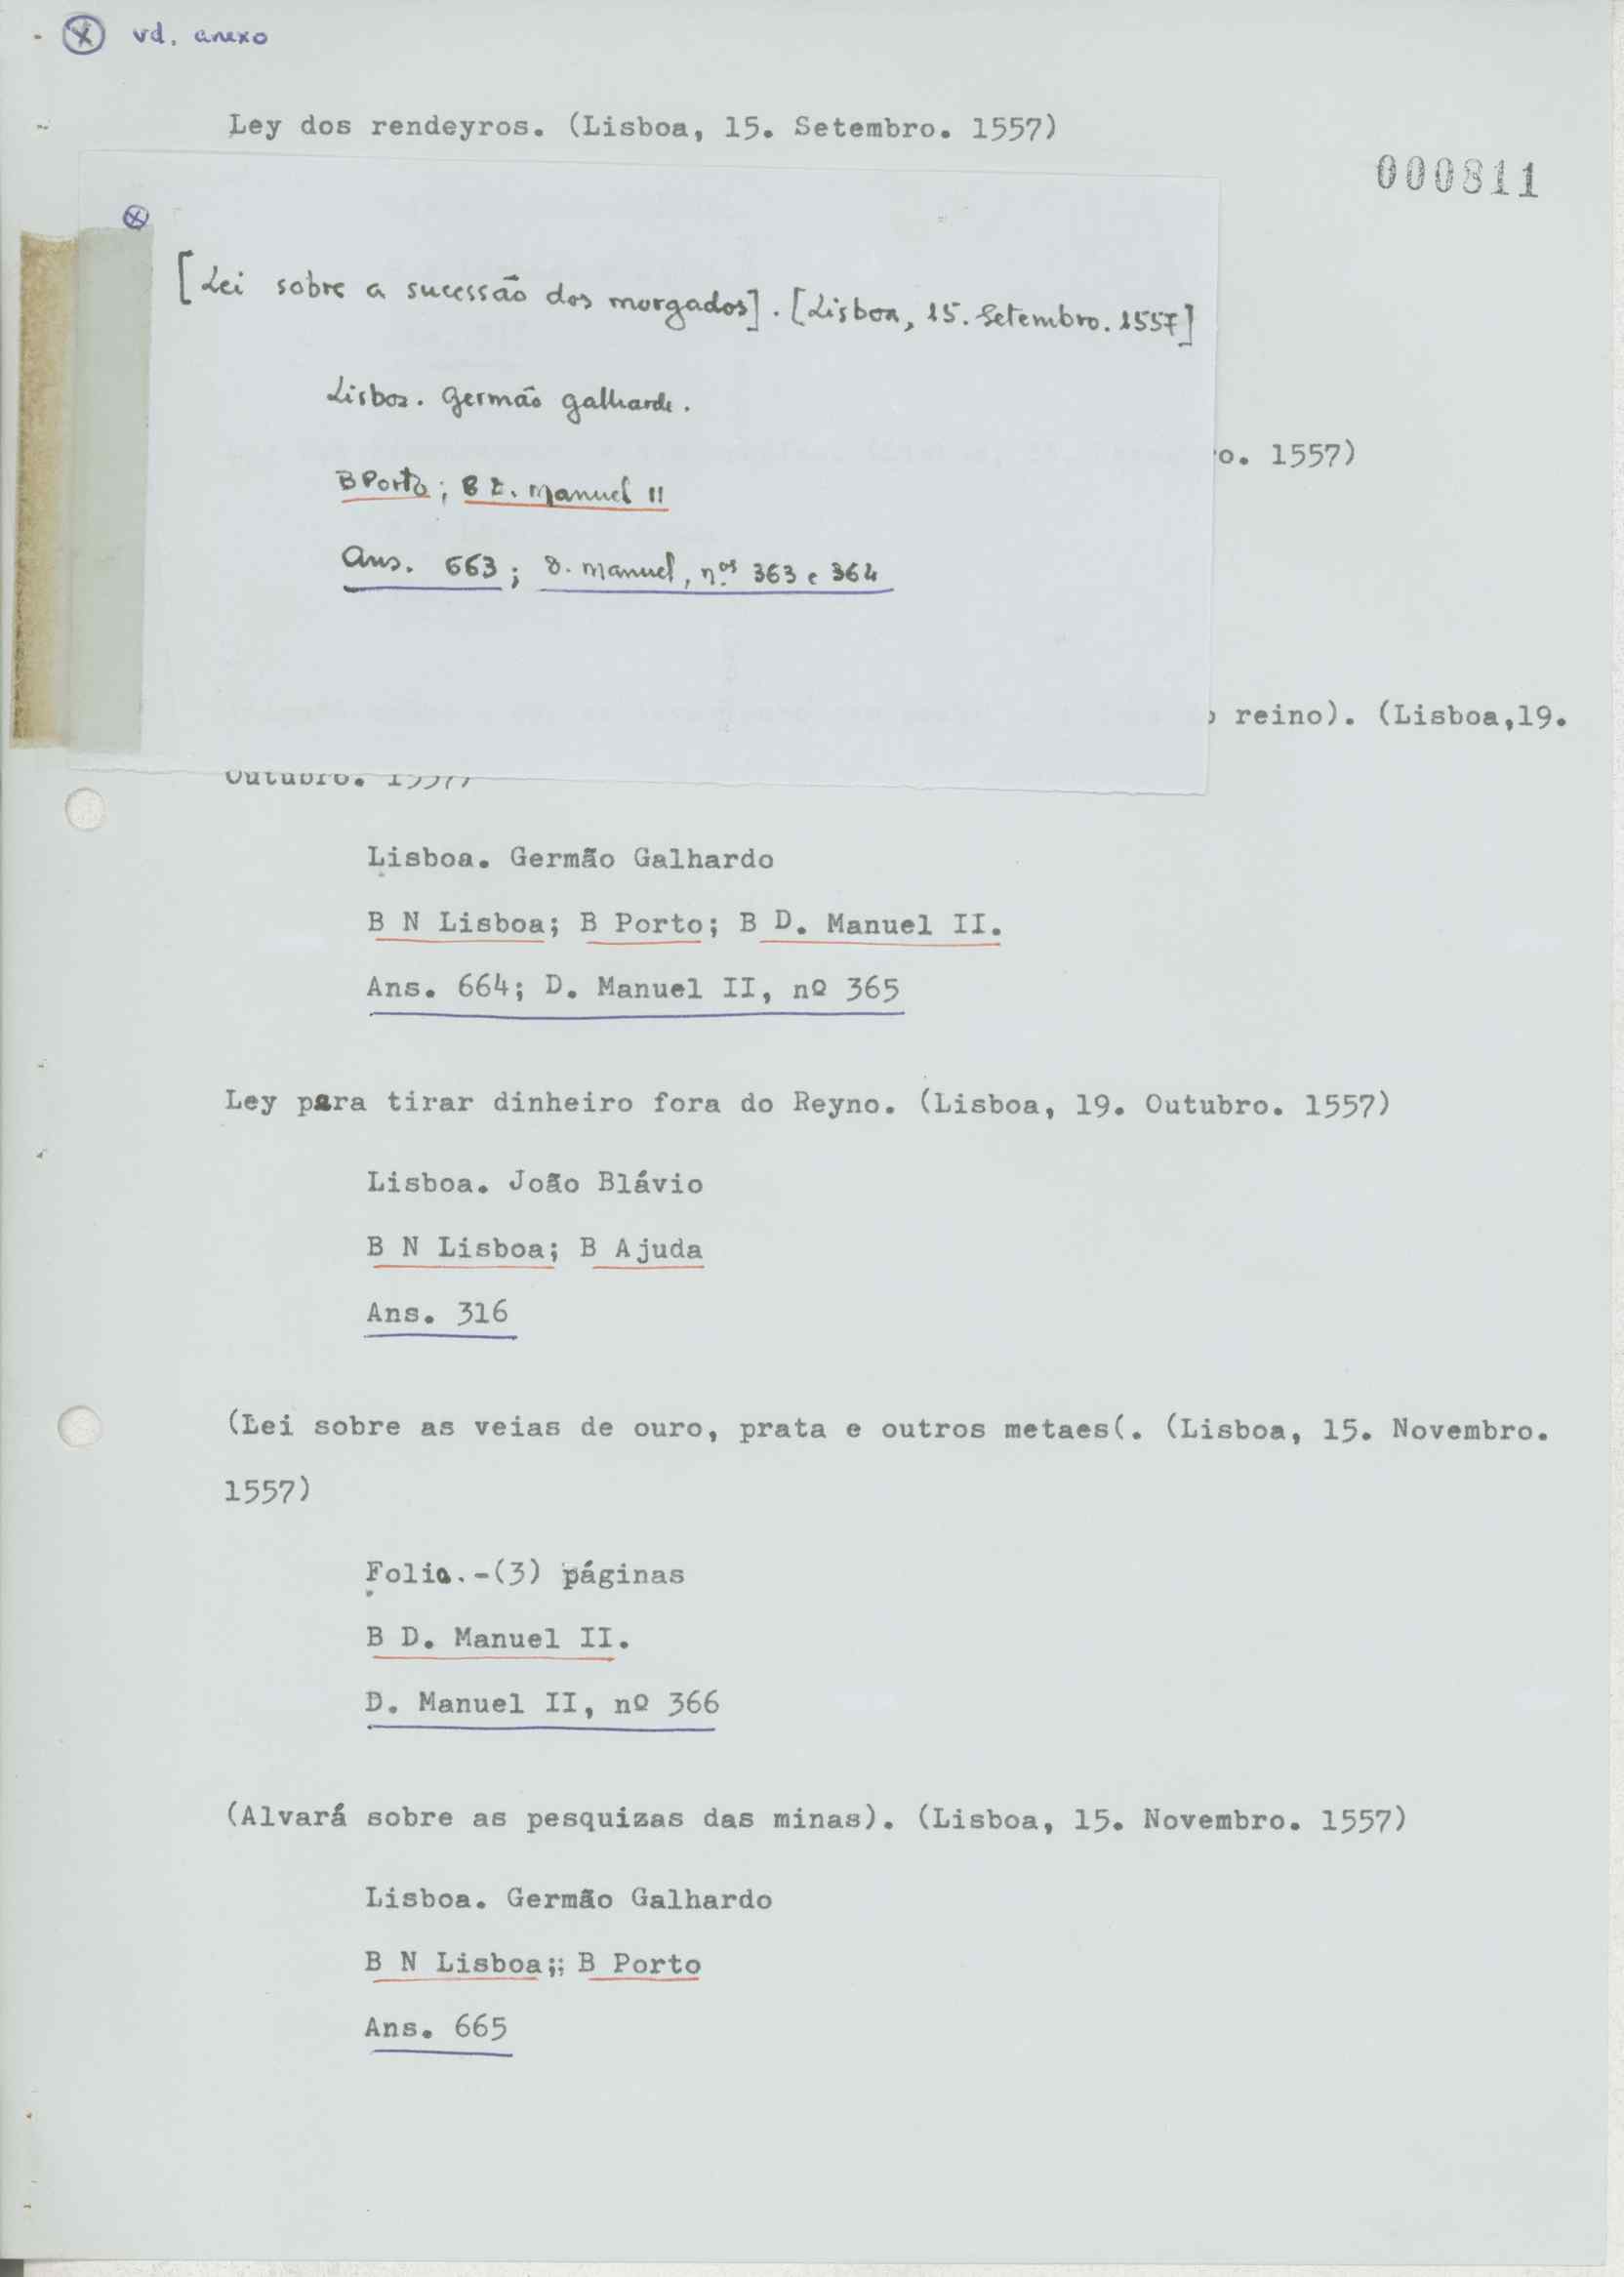 ⓧ vd. anexo
Ley dos rendeyros. (Lisboa, 15. Setembro. 1557)
000811
ⓧ
[Lei sobre a sucessão dos morgados]. [Lisboa, 15. Setembro. 1557]
Lisboa. Germão Galharde.
B Porto; B D. Manuel II
Ans. 663; D. Manuel, nos 363 e 364
o. 1557)
reino). (Lisboa,19.
Outubro. 1557)
Lisboa. Germão Galhardo
B N Lisboa; B Porto; B D. Manuel II.
Ans. 664; D. Manuel II, nº 365
Ley para tirar dinheiro fora do Reyno. (Lisboa, 19. Outubro. 1557)
Lisboa. João Blávio
B N Lisboa; B Ajuda
Ans. 316
(Lei sobre as veias de ouro, prata e outros metaes(. (Lisboa, 15. Novembro.
1557)
Folio.-(3) páginas
B D. Manuel II.
D. Manuel II, nº 366
(Alvará sobre as pesquizas das minas). (Lisboa, 15. Novembro. 1557)
Lisboa. Germão Galhardo
B N Lisboa;; B Porto
Ans. 665